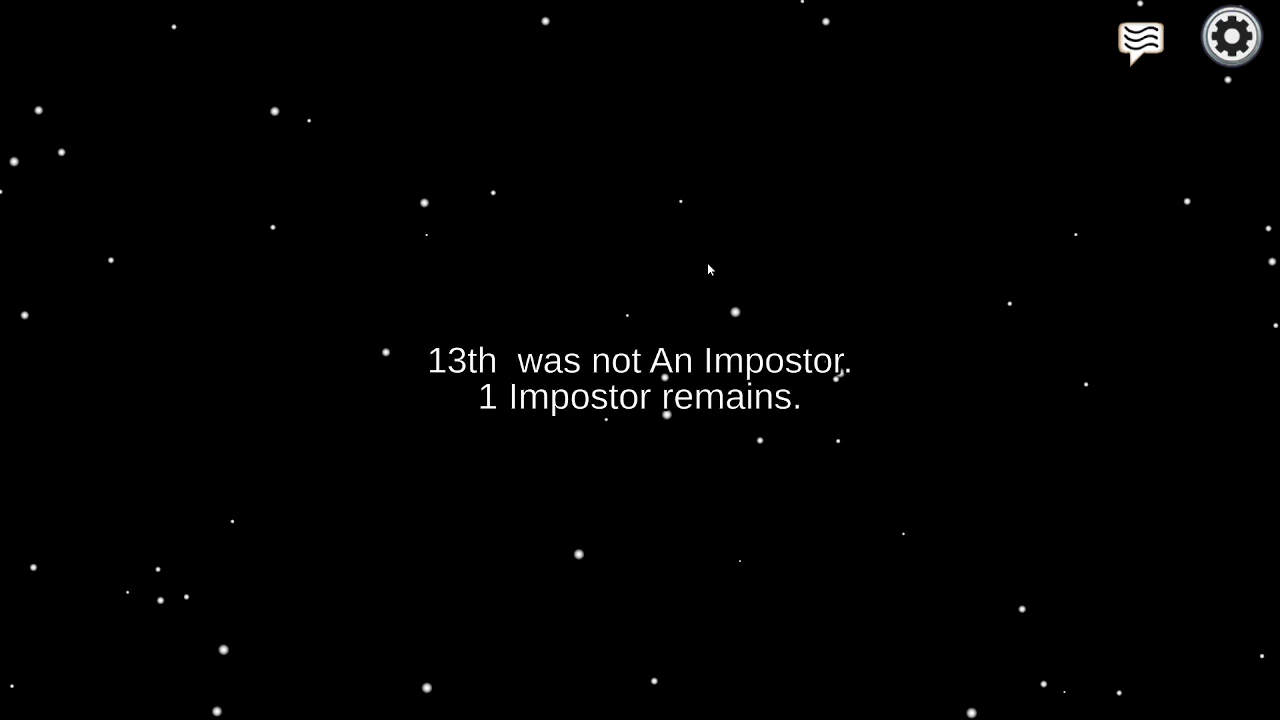 13th  was not An Impostor.
1 Impostor remains.